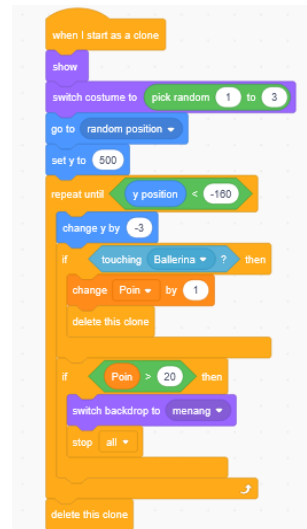 when I start as a clone
show
switch costume to pick random 1 to 3
go to random position
set y to 500
repeat until y position < -160
change y by -3
if touching Ballerina ? then
change Poin by 1
delete this clone
if Poin > 20 then
switch backdrop to menang
stop all
delete this clone